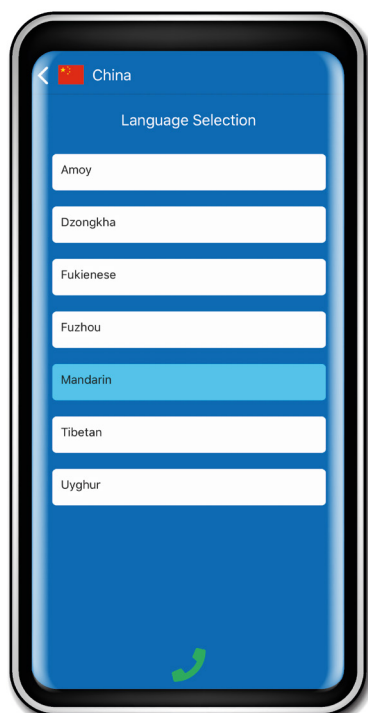 China
Language Selection
Amoy
Dzongkha
Fukienese
Fuzhou
Mandarin
Tibetan
Uyghur